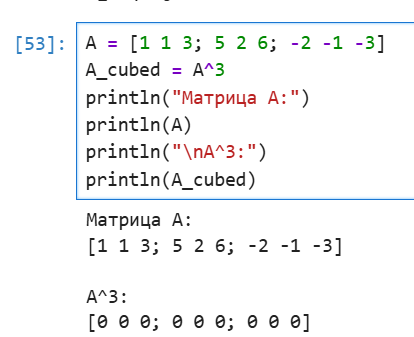 [53]: A = [1 1 3; 5 2 6; -2 -1 -3]
A_cubed = A^3
println("Матрица A:")
println(A)
println("\nA^3:")
println(A_cubed)
Матрица A:
[1 1 3; 5 2 6; -2 -1 -3]
A^3:
[0 0 0; 0 0 0; 0 0 0]